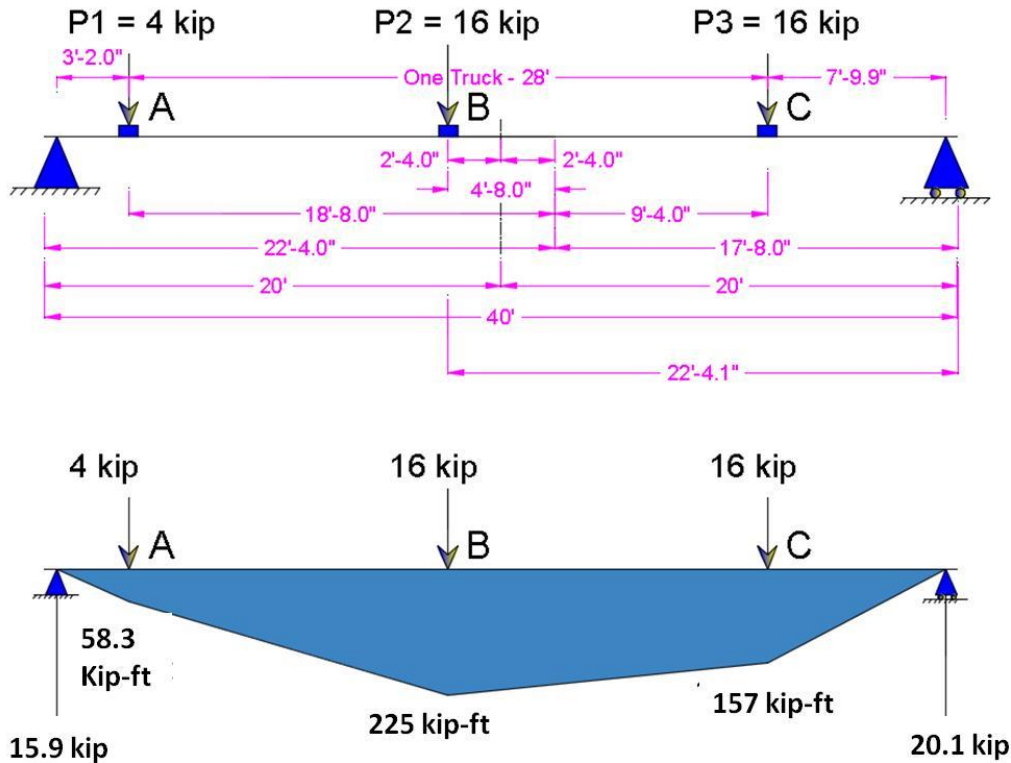 P1 = 4 kip
P2 = 16 kip
P3 = 16 kip
3'-2.0"
One Truck - 28'
7'-9.9"
A
B
C
2'-4.0"
2'-4.0"
4'-8.0"
18'-8.0"
9'-4.0"
22'-4.0"
17'-8.0"
20'
20'
40'
22'-4.1"
4 kip
16 kip
16 kip
A
B
C
58.3
Kip-ft
225 kip-ft
157 kip-ft
15.9 kip
20.1 kip